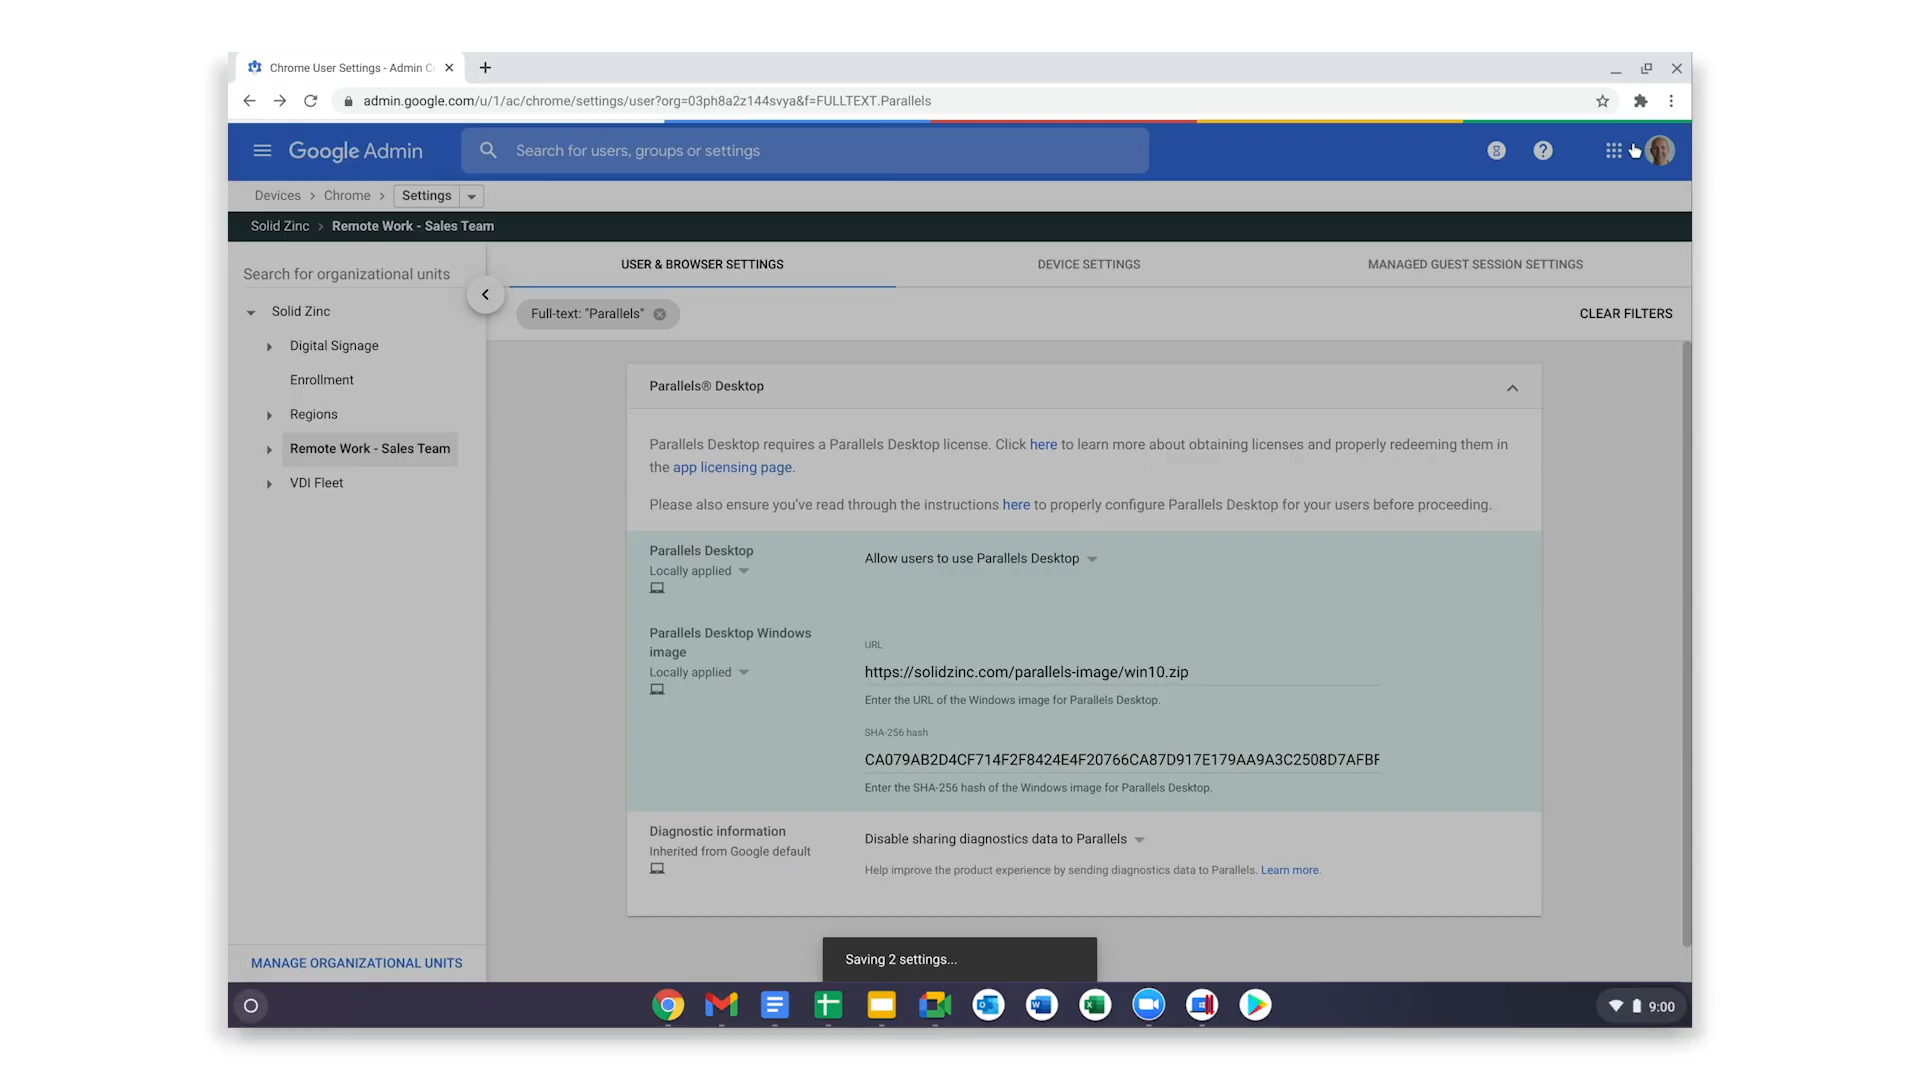 Chrome User Settings - Admin C
admin.google.com/u/1/ac/chrome/settings/user?org=03ph8a2z144svya&f=FULLTEXT.Parallels
Google Admin
Search for users, groups or settings
Devices > Chrome > Settings
Solid Zinc > Remote Work - Sales Team
Search for organizational units
Solid Zinc
Digital Signage
Enrollment
Regions
Remote Work - Sales Team
VDI Fleet
MANAGE ORGANIZATIONAL UNITS
USER & BROWSER SETTINGS
DEVICE SETTINGS
MANAGED GUEST SESSION SETTINGS
Full-text: "Parallels"
CLEAR FILTERS
Parallels® Desktop
Parallels Desktop requires a Parallels Desktop license. Click here to learn more about obtaining licenses and properly redeeming them in
the app licensing page.
Please also ensure you've read through the instructions here to properly configure Parallels Desktop for your users before proceeding.
Parallels Desktop
Locally applied
Allow users to use Parallels Desktop
Parallels Desktop Windows
image
Locally applied
URL
https://solidzinc.com/parallels-image/win10.zip
Enter the URL of the Windows image for Parallels Desktop.
SHA-256 hash
CA079AB2D4CF714F2F8424E4F20766CA87D917E179AA9A3C2508D7AFBF
Enter the SHA-256 hash of the Windows image for Parallels Desktop.
Diagnostic information
Inherited from Google default
Disable sharing diagnostics data to Parallels
Help improve the product experience by sending diagnostics data to Parallels. Learn more.
Saving 2 settings...
9:00